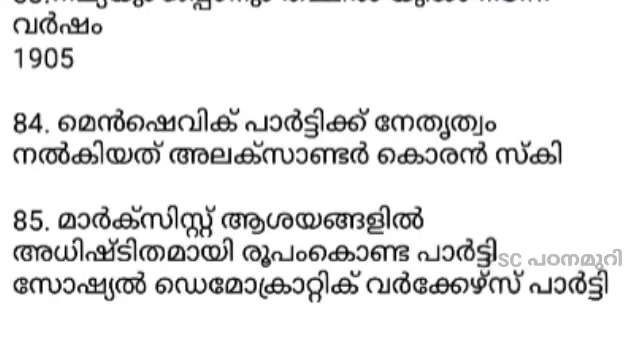 വർഷം
1905
84. മെൻഷെവിക് പാർട്ടിക്ക് നേതൃത്വം
നൽകിയത് അലക്സാണ്ടർ കൊരൻ സ്കി
85. മാർക്സിസ്റ്റ് ആശയങ്ങളിൽ
അധിഷ്ടിതമായി രൂപംകൊണ്ട പാർട്ടി
SC പഠനമുറി
സോഷ്യൽ ഡെമോക്രാറ്റിക് വർക്കേഴ്സ് പാർട്ടി